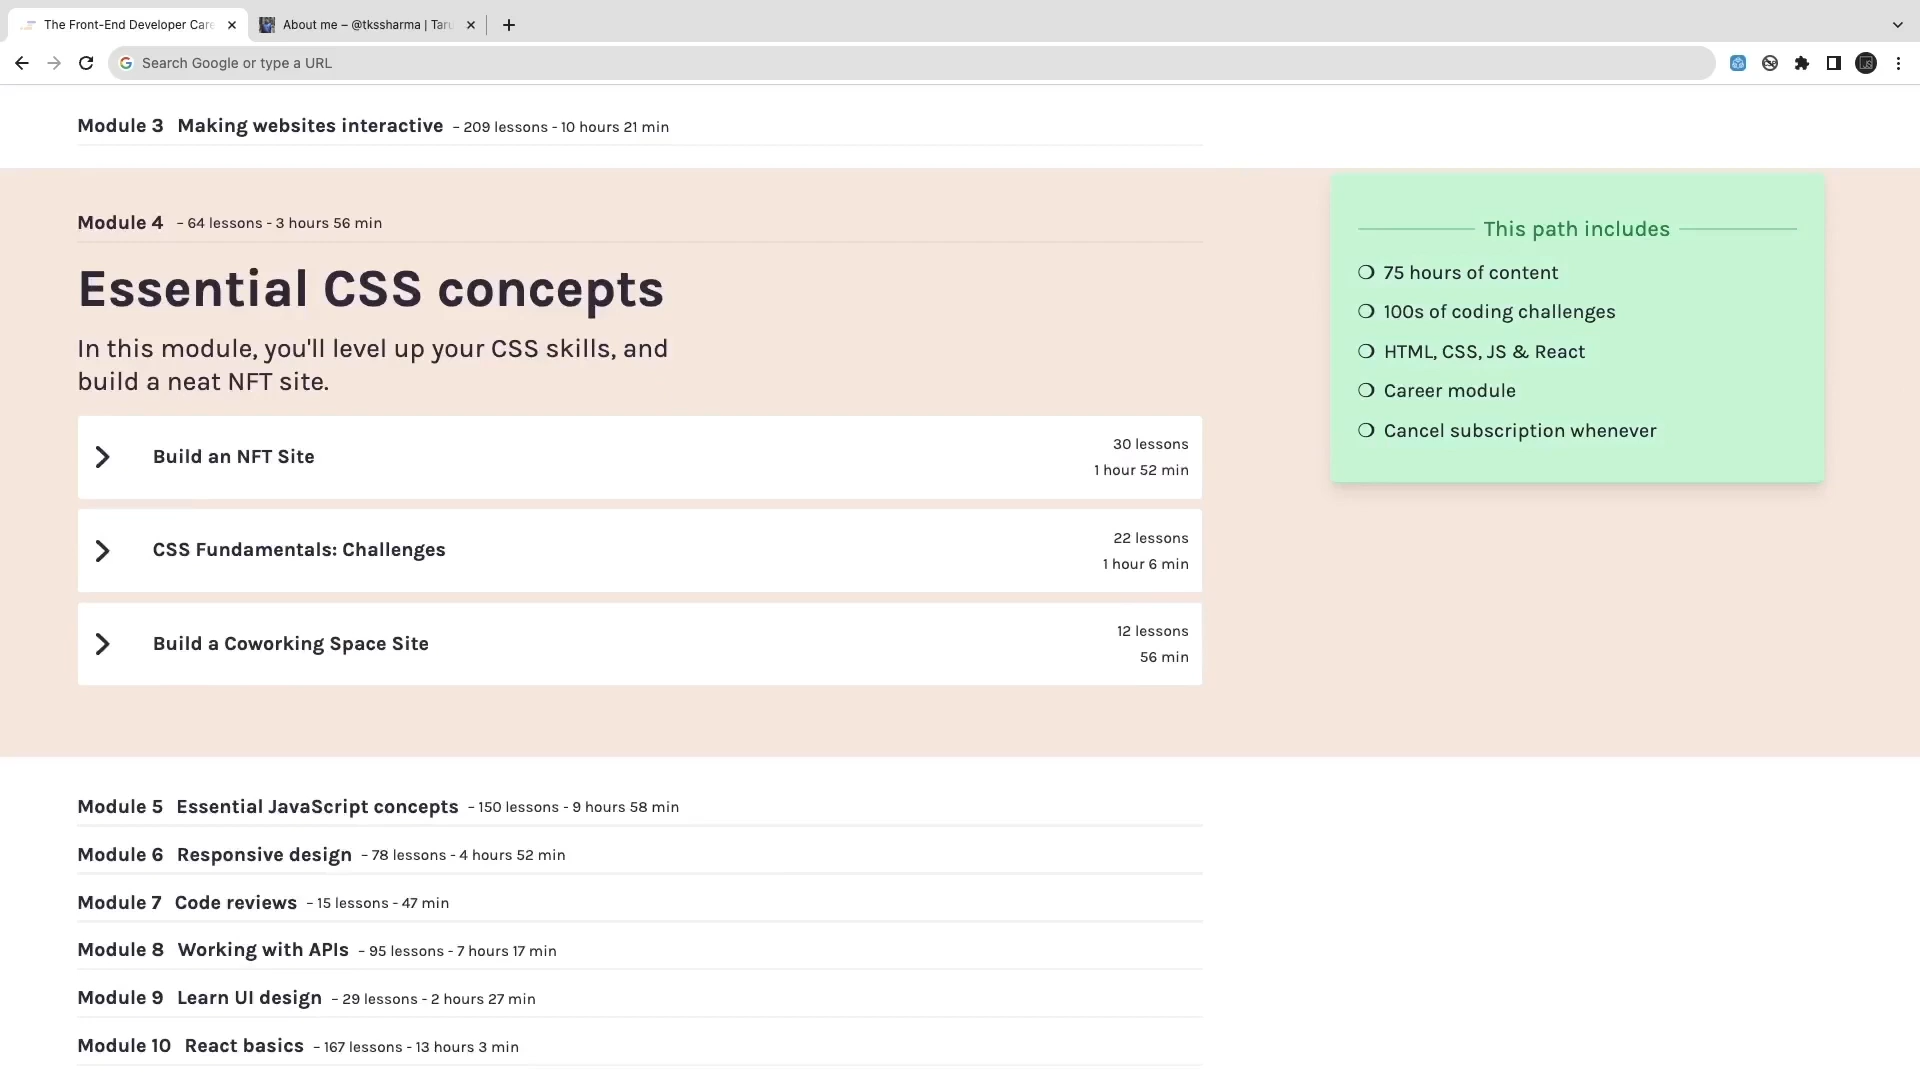 The Front-End Developer Care
About me – @tkssharma | Taru
Search Google or type a URL
Module 3 Making websites interactive – 209 lessons - 10 hours 21 min
Module 4 – 64 lessons - 3 hours 56 min
Essential CSS concepts
In this module, you'll level up your CSS skills, and
build a neat NFT site.
Build an NFT Site
30 lessons
1 hour 52 min
CSS Fundamentals: Challenges
22 lessons
1 hour 6 min
Build a Coworking Space Site
12 lessons
56 min
This path includes
75 hours of content
100s of coding challenges
HTML, CSS, JS & React
Career module
Cancel subscription whenever
Module 5 Essential JavaScript concepts – 150 lessons - 9 hours 58 min
Module 6 Responsive design – 78 lessons - 4 hours 52 min
Module 7 Code reviews – 15 lessons - 47 min
Module 8 Working with APIs – 95 lessons - 7 hours 17 min
Module 9 Learn UI design – 29 lessons - 2 hours 27 min
Module 10 React basics – 167 lessons - 13 hours 3 min